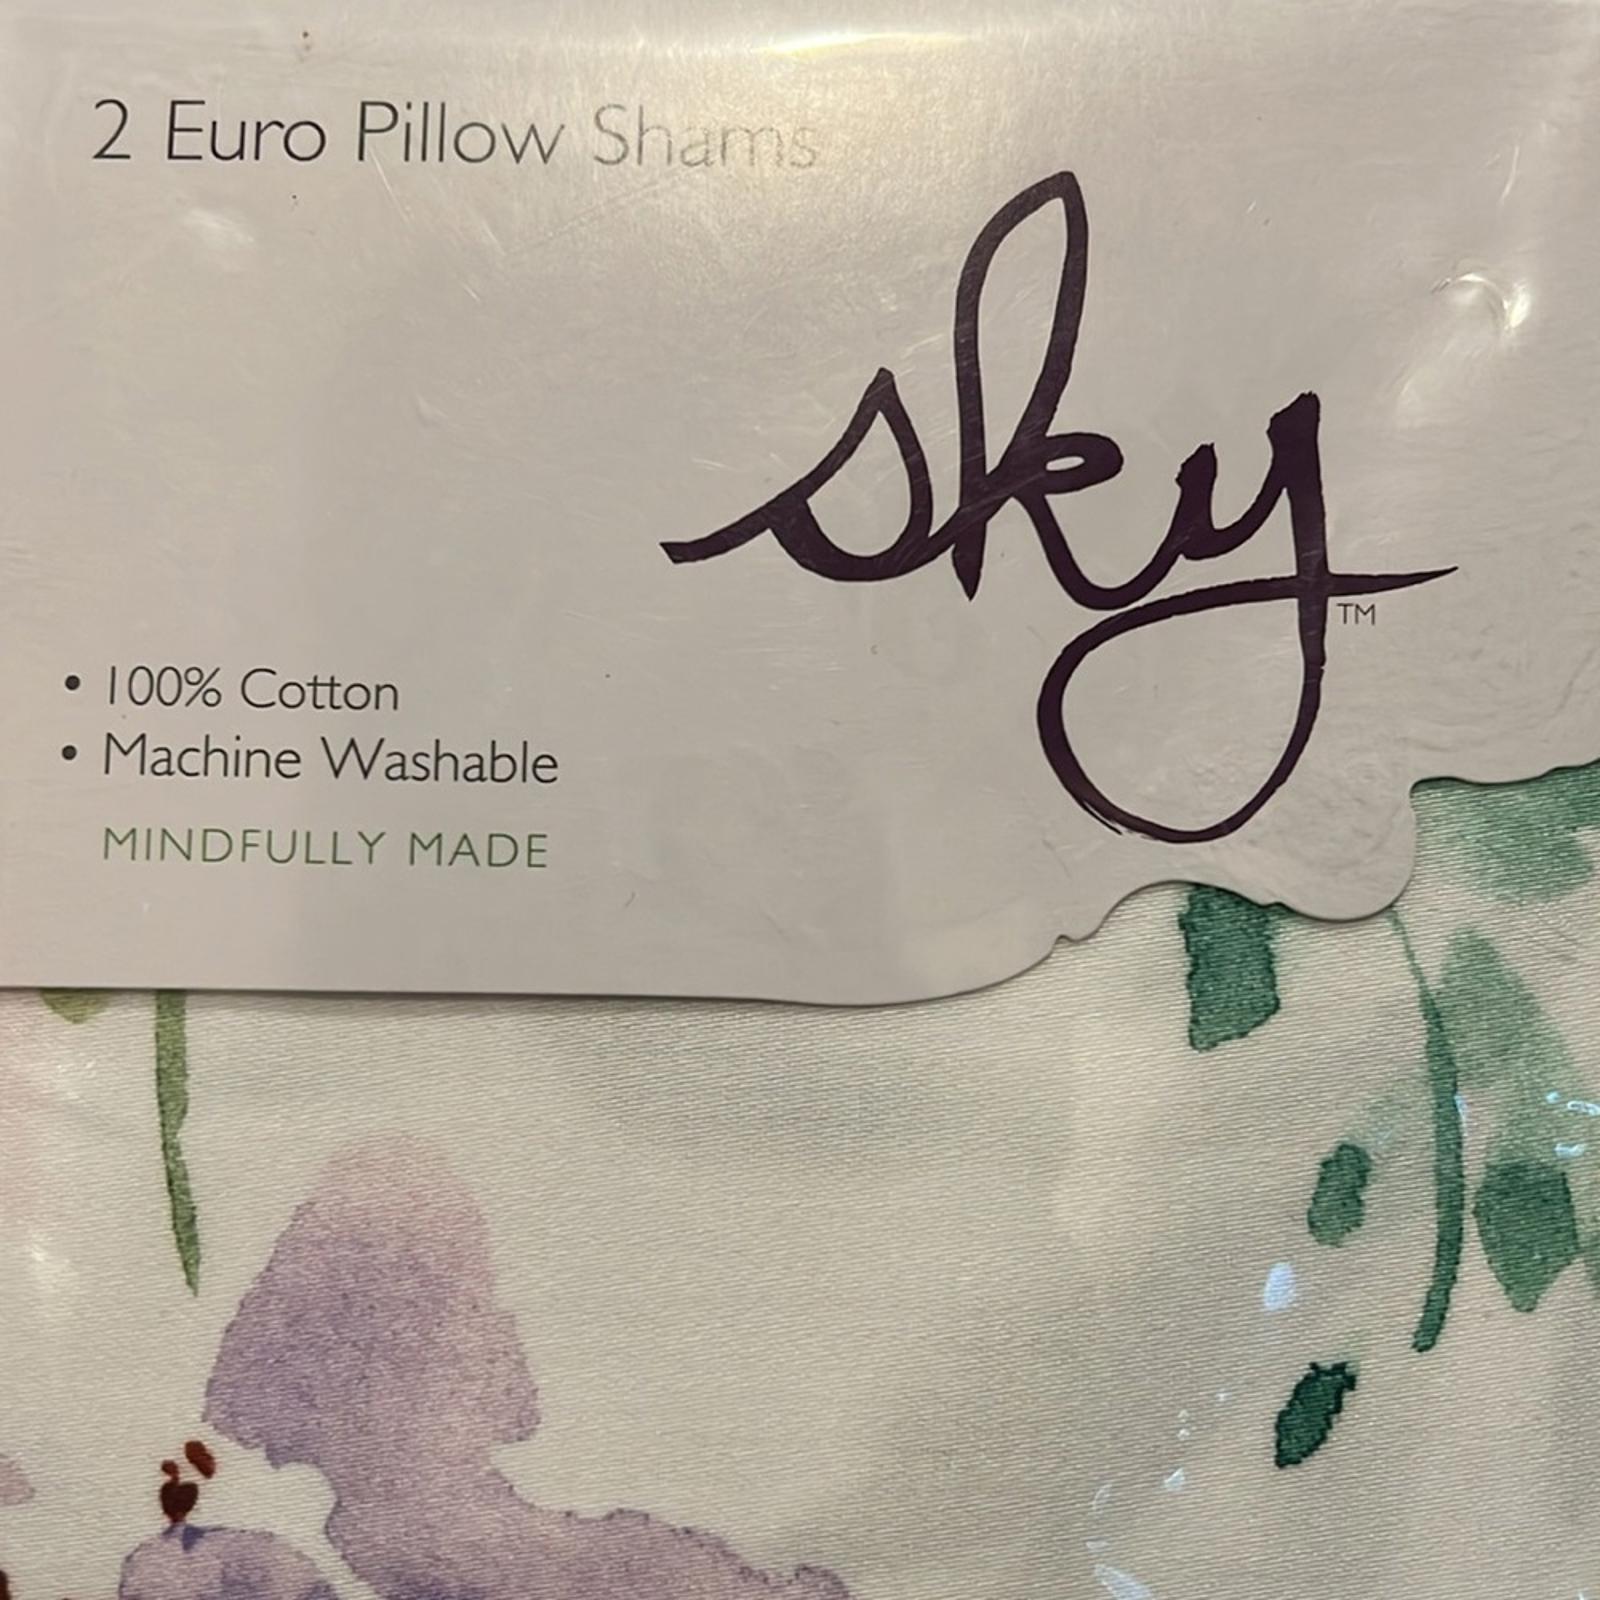 2 Euro Pillow Shams
sky
TM
• 100% Cotton
• Machine Washable
MINDFULLY MADE